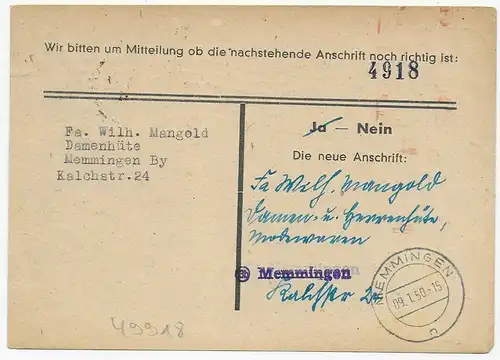 Wir bitten um Mitteilung ob die nachstehende Anschrift noch richtig ist:
4918
Fa. Wilh. Mangold
Damenhüte
Memmingen By
Kalchstr.24
Ja — Nein
Die neue Anschrift:
Fa Wilh. Mangold
Damen- u. Herrenhüte,
Modewaren
Memmingen
Kalchstr 24
MEMMINGEN
09.1.50.-15
n
49918